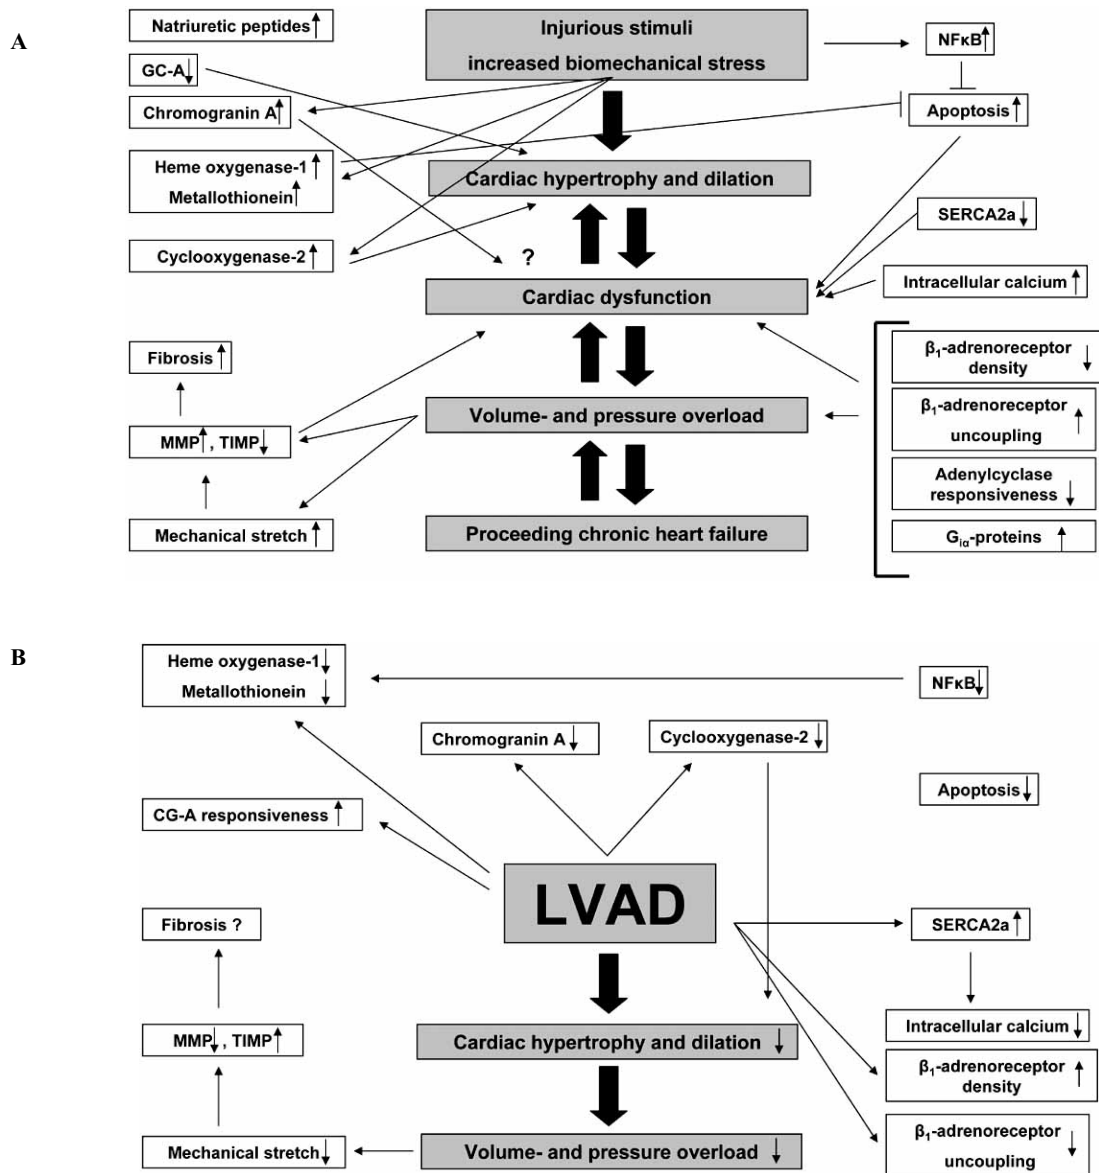 A
Natriuretic peptides↑
GC-A↓
Chromogranin A↑
Heme oxygenase-1↑
Metallothionein↑
Cyclooxygenase-2↑
Fibrosis↑
MMP↑, TIMP↓
Mechanical stretch↑
Injurious stimuli
increased biomechanical stress
Cardiac hypertrophy and dilation
?
Cardiac dysfunction
Volume- and pressure overload
Proceeding chronic heart failure
NFκB↑
Apoptosis↑
SERCA2a↓
Intracellular calcium↑
β₁-adrenoreceptor
density↓
β₁-adrenoreceptor
uncoupling↑
Adenylcyclase
responsiveness↓
Giα-proteins↑
B
Heme oxygenase-1↓
Metallothionein↓
CG-A responsiveness↑
Fibrosis ?
MMP↓, TIMP↑
Mechanical stretch↓
Chromogranin A↓
Cyclooxygenase-2↓
LVAD
Cardiac hypertrophy and dilation↓
Volume- and pressure overload↓
NFκB↓
Apoptosis↓
SERCA2a↑
Intracellular calcium↓
β₁-adrenoreceptor
density↑
β₁-adrenoreceptor
uncoupling↓